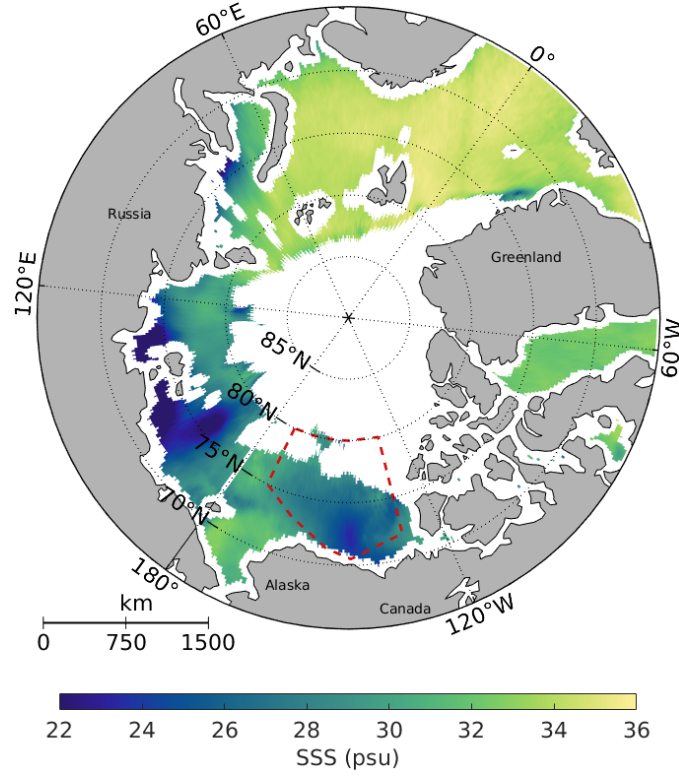 60°E
0°
Russia
Greenland
120°E
60°W
85°N
80°N
75°N
70°N
180°
Alaska
Canada
120°W
km
0 750 1500
22 24 26 28 30 32 34 36
SSS (psu)